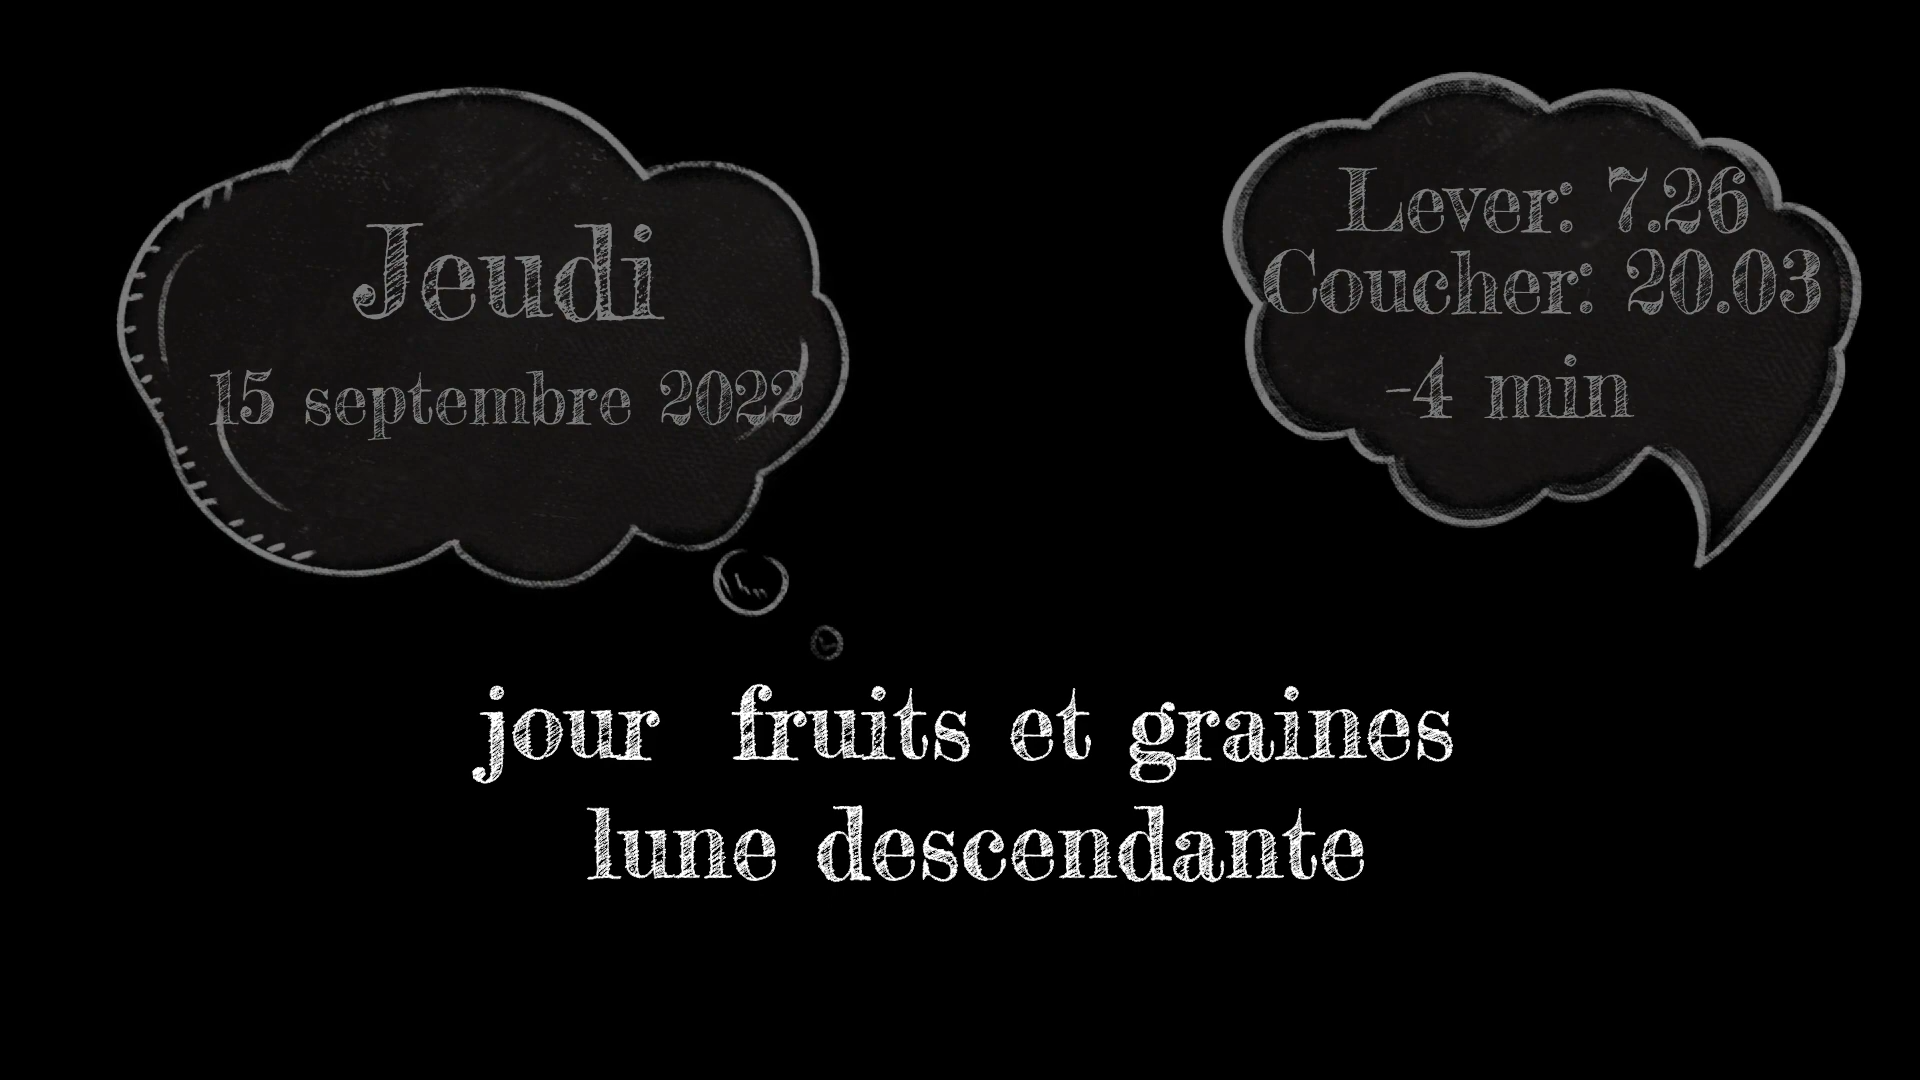 Jeudi
15 septembre 2022
Lever: 7.26
Coucher: 20.03
-4 min
jour fruits et graines
lune descendante